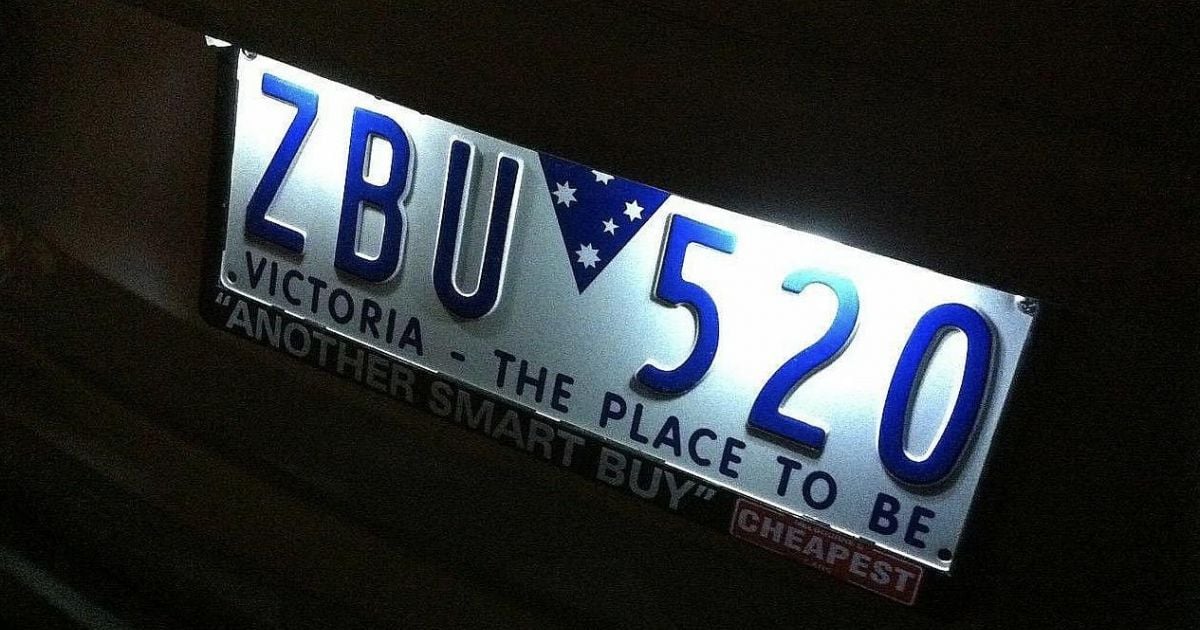 ZBU 520
VICTORIA - THE PLACE TO BE
"ANOTHER SMART BUY"
CHEAPEST